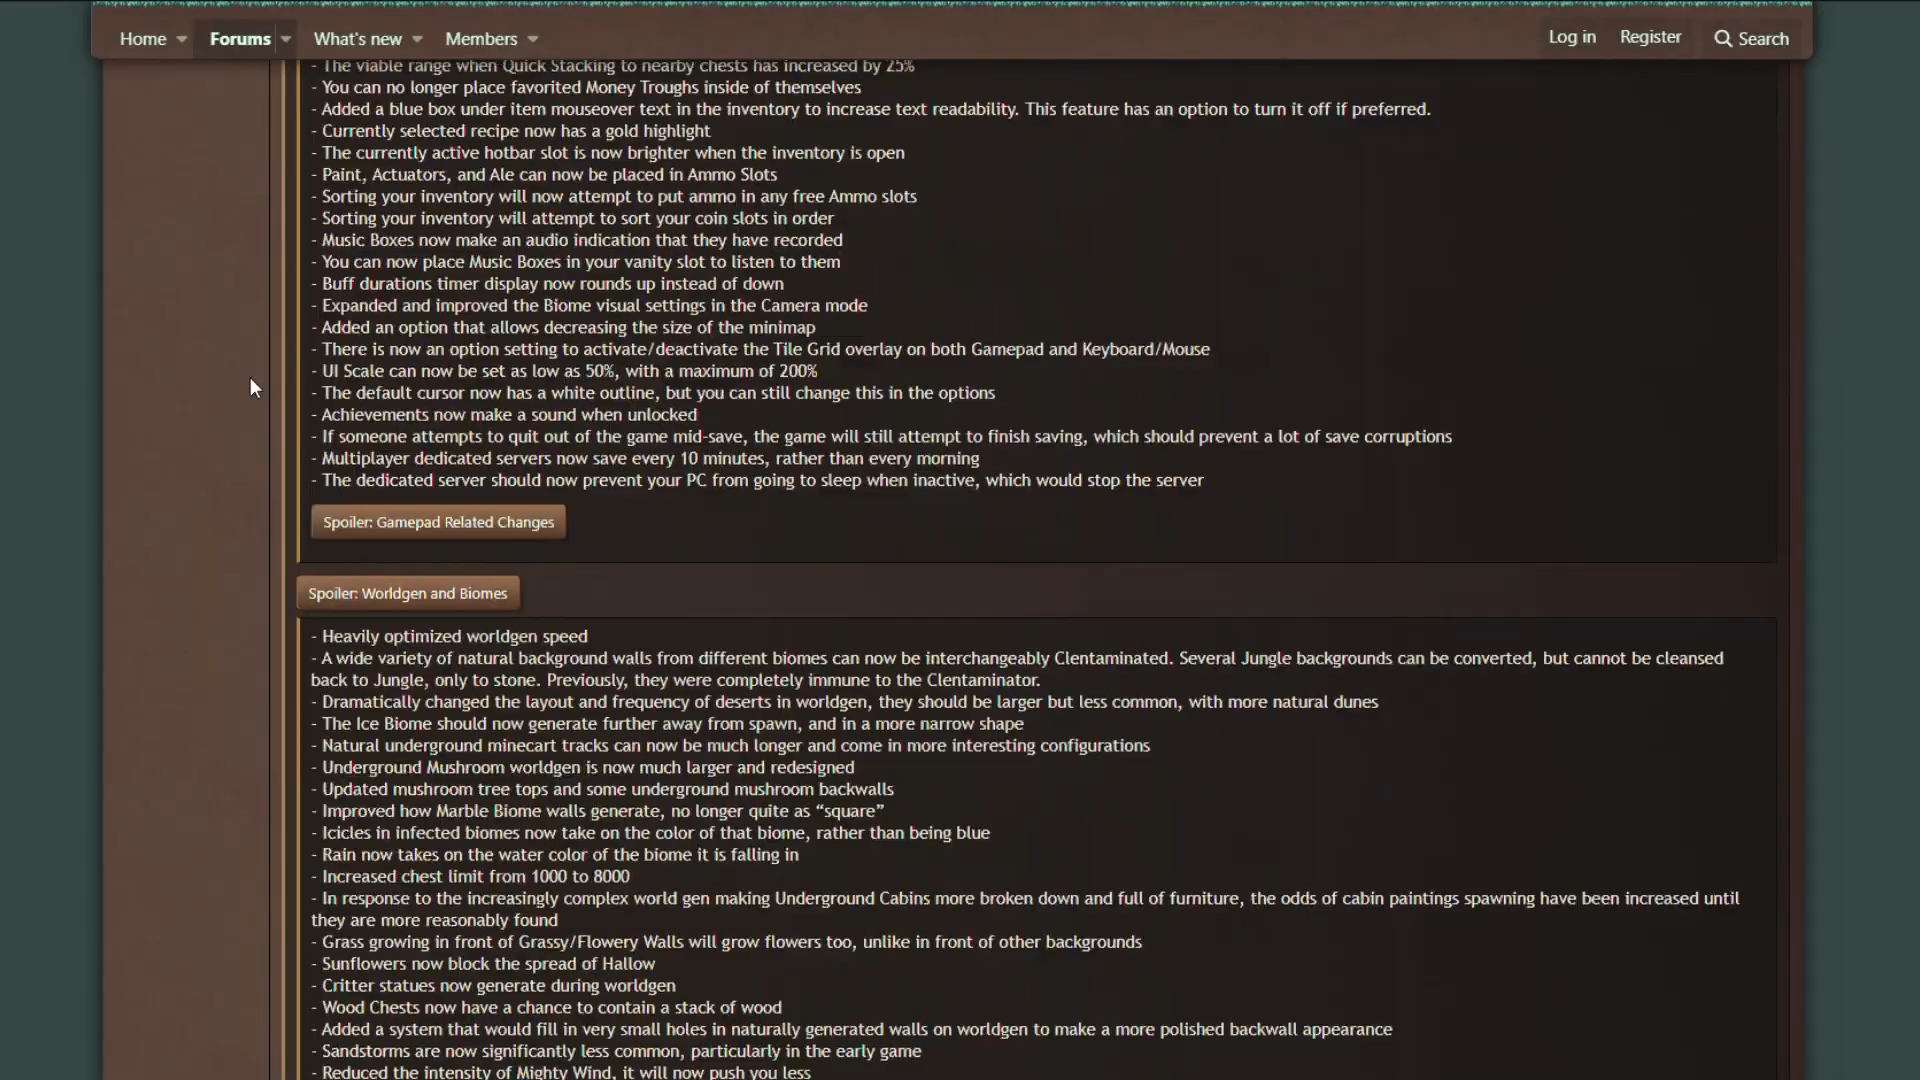 Home Forums What's new Members Log in Register Search
- The viable range when Quick Stacking to nearby chests has increased by 25%
- You can no longer place favorited Money Troughs inside of themselves
- Added a blue box under item mouseover text in the inventory to increase text readability. This feature has an option to turn it off if preferred.
- Currently selected recipe now has a gold highlight
- The currently active hotbar slot is now brighter when the inventory is open
- Paint, Actuators, and Ale can now be placed in Ammo Slots
- Sorting your inventory will now attempt to put ammo in any free Ammo slots
- Sorting your inventory will attempt to sort your coin slots in order
- Music Boxes now make an audio indication that they have recorded
- You can now place Music Boxes in your vanity slot to listen to them
- Buff durations timer display now rounds up instead of down
- Expanded and improved the Biome visual settings in the Camera mode
- Added an option that allows decreasing the size of the minimap
- There is now an option setting to activate/deactivate the Tile Grid overlay on both Gamepad and Keyboard/Mouse
- UI Scale can now be set as low as 50%, with a maximum of 200%
- The default cursor now has a white outline, but you can still change this in the options
- Achievements now make a sound when unlocked
- If someone attempts to quit out of the game mid-save, the game will still attempt to finish saving, which should prevent a lot of save corruptions
- Multiplayer dedicated servers now save every 10 minutes, rather than every morning
- The dedicated server should now prevent your PC from going to sleep when inactive, which would stop the server
Spoiler: Gamepad Related Changes
Spoiler: Worldgen and Biomes
- Heavily optimized worldgen speed
- A wide variety of natural background walls from different biomes can now be interchangeably Clentaminated. Several Jungle backgrounds can be converted, but cannot be cleansed
back to Jungle, only to stone. Previously, they were completely immune to the Clentaminator.
- Dramatically changed the layout and frequency of deserts in worldgen, they should be larger but less common, with more natural dunes
- The Ice Biome should now generate further away from spawn, and in a more narrow shape
- Natural underground minecart tracks can now be much longer and come in more interesting configurations
- Underground Mushroom worldgen is now much larger and redesigned
- Updated mushroom tree tops and some underground mushroom backwalls
- Improved how Marble Biome walls generate, no longer quite as “square”
- Icicles in infected biomes now take on the color of that biome, rather than being blue
- Rain now takes on the water color of the biome it is falling in
- Increased chest limit from 1000 to 8000
- In response to the increasingly complex world gen making Underground Cabins more broken down and full of furniture, the odds of cabin paintings spawning have been increased until
they are more reasonably found
- Grass growing in front of Grassy/Flowery Walls will grow flowers too, unlike in front of other backgrounds
- Sunflowers now block the spread of Hallow
- Critter statues now generate during worldgen
- Wood Chests now have a chance to contain a stack of wood
- Added a system that would fill in very small holes in naturally generated walls on worldgen to make a more polished backwall appearance
- Sandstorms are now significantly less common, particularly in the early game
- Reduced the intensity of Mighty Wind, it will now push you less